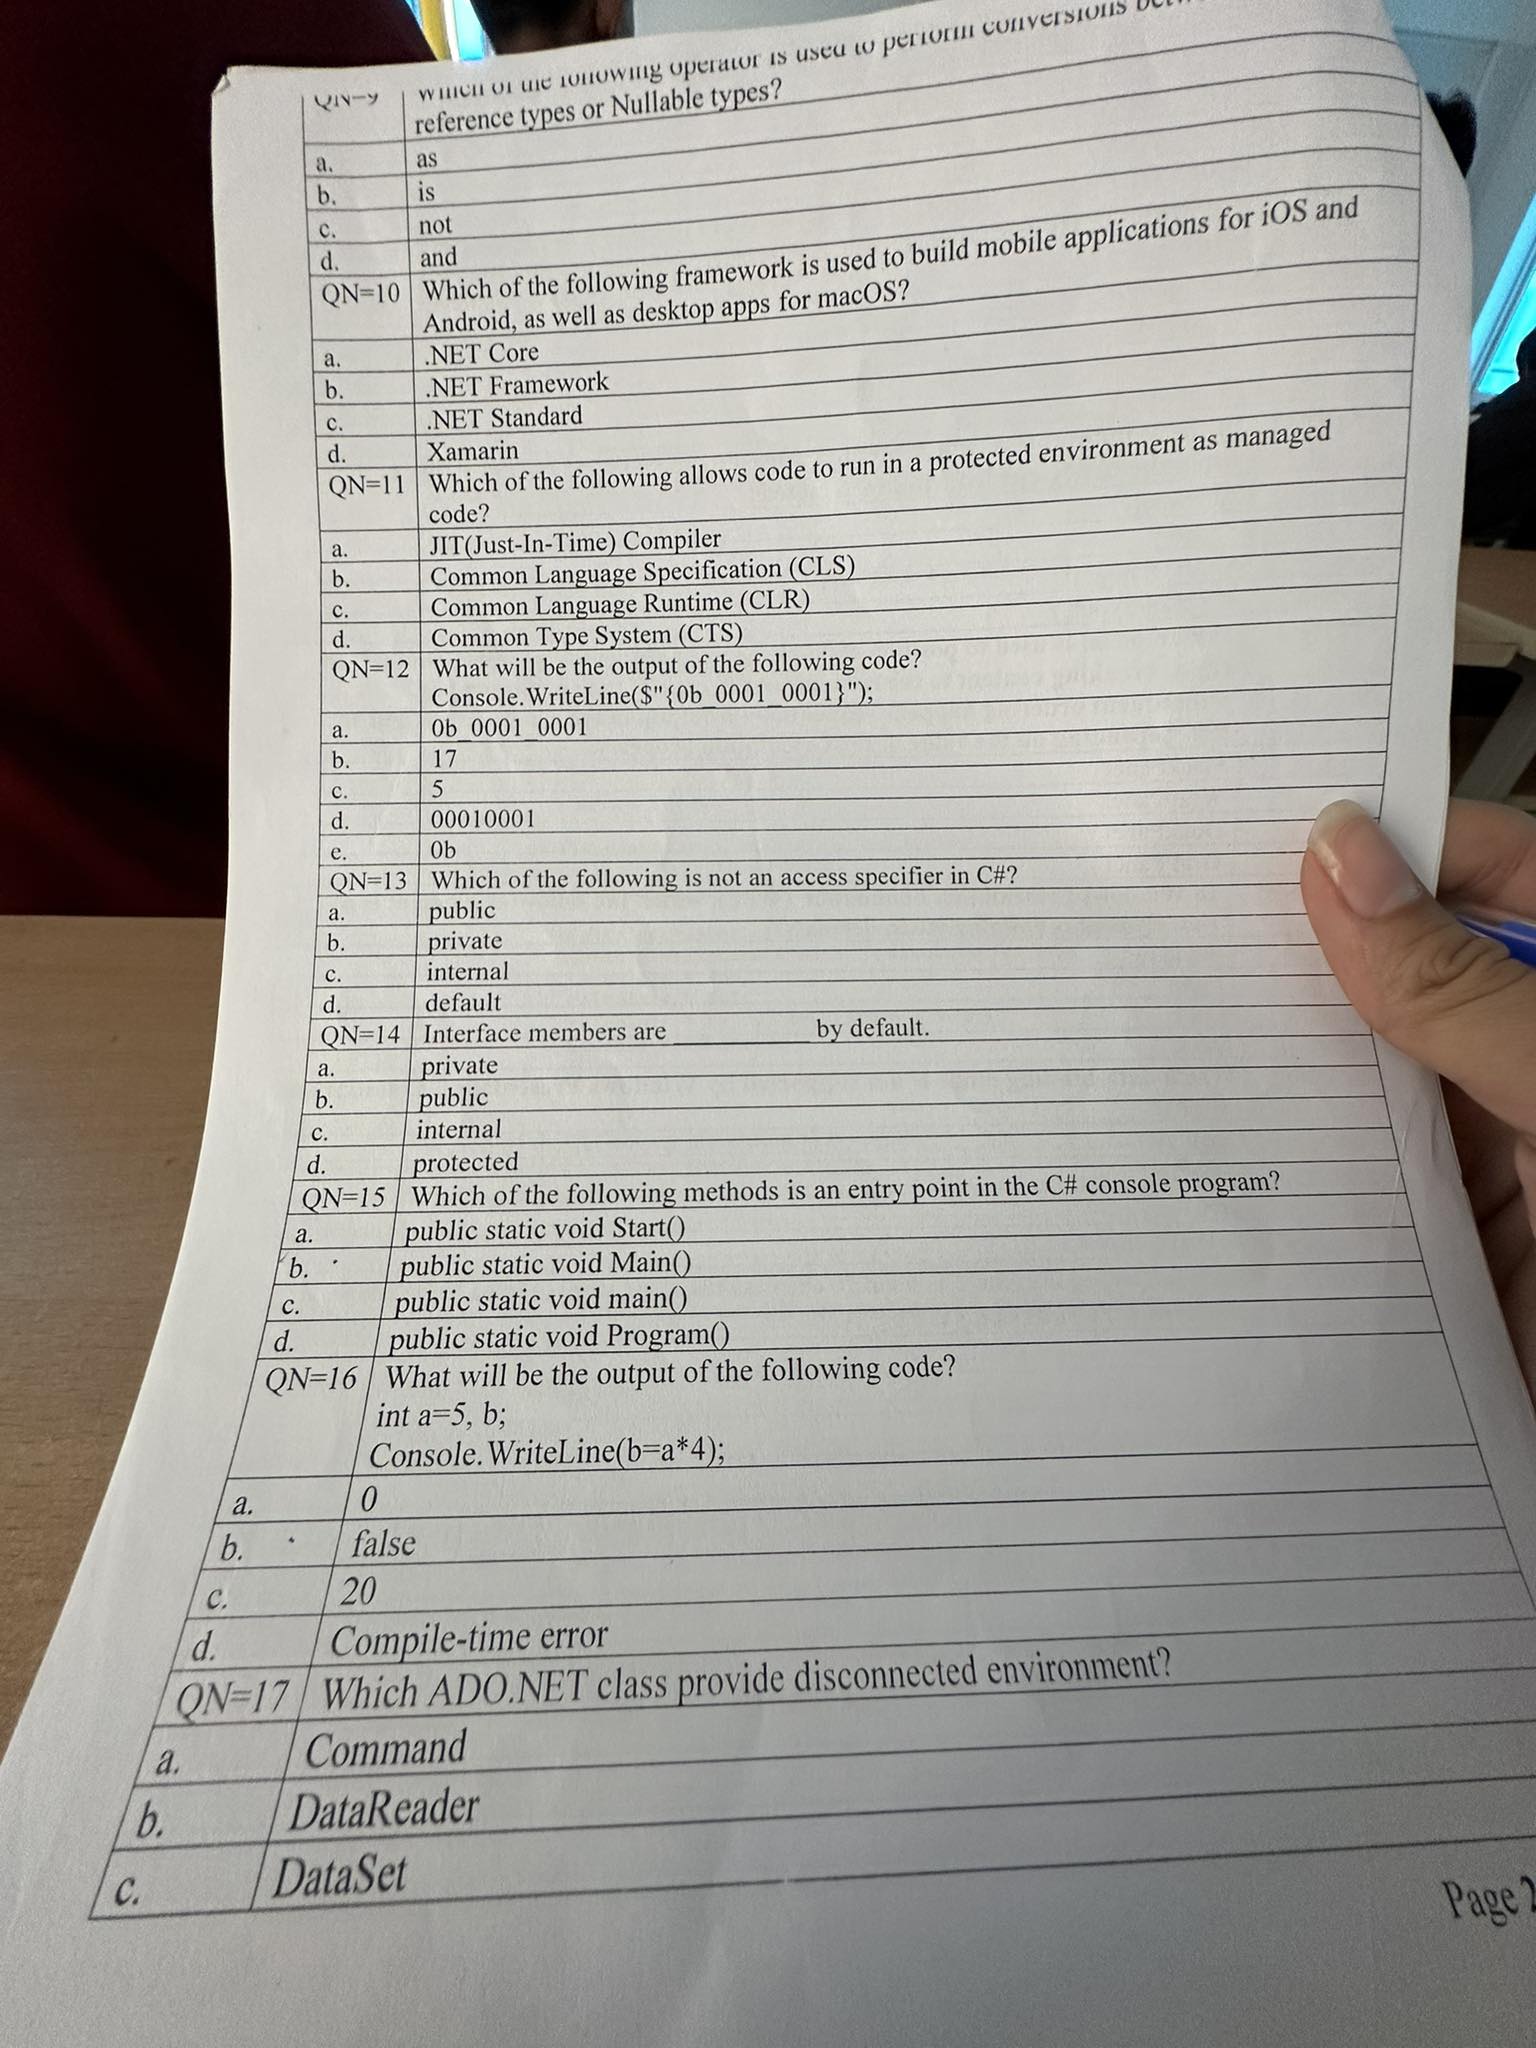 QN=9 Which of the following operator is used to perform conversions
reference types or Nullable types?
a. as
b. is
c. not
d. and
QN=10 Which of the following framework is used to build mobile applications for iOS and
Android, as well as desktop apps for macOS?
a. .NET Core
b. .NET Framework
c. .NET Standard
d. Xamarin
QN=11 Which of the following allows code to run in a protected environment as managed
code?
a. JIT(Just-In-Time) Compiler
b. Common Language Specification (CLS)
c. Common Language Runtime (CLR)
d. Common Type System (CTS)
QN=12 What will be the output of the following code?
Console.WriteLine($"{0b_0001_0001}");
a. 0b_0001_0001
b. 17
c. 5
d. 00010001
e. 0b
QN=13 Which of the following is not an access specifier in C#?
a. public
b. private
c. internal
d. default
QN=14 Interface members are __________ by default.
a. private
b. public
c. internal
d. protected
QN=15 Which of the following methods is an entry point in the C# console program?
a. public static void Start()
b. public static void Main()
c. public static void main()
d. public static void Program()
QN=16 What will be the output of the following code?
int a=5, b;
Console.WriteLine(b=a*4);
a. 0
b. false
c. 20
d. Compile-time error
QN=17 Which ADO.NET class provide disconnected environment?
a. Command
b. DataReader
c. DataSet
Page 2